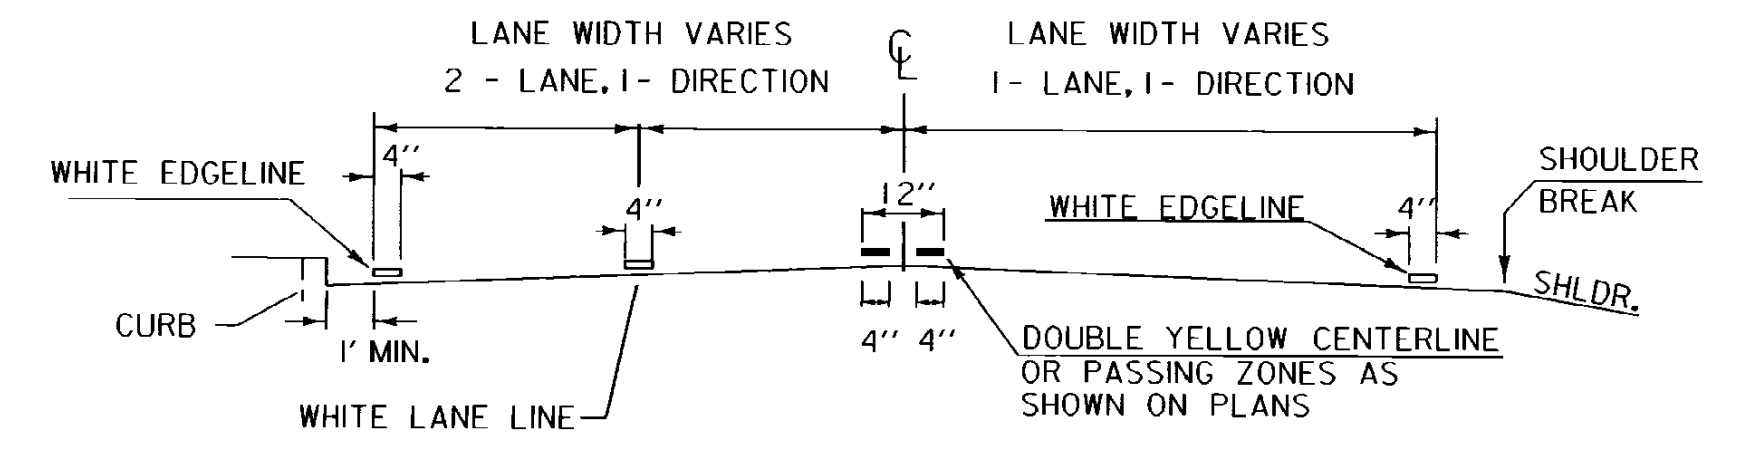 LANE WIDTH VARIES
2 - LANE, 1- DIRECTION
CL
LANE WIDTH VARIES
1- LANE, 1- DIRECTION
4''
WHITE EDGELINE
4''
12''
WHITE EDGELINE
4''
SHOULDER
BREAK
SHLDR.
CURB
1' MIN.
4'' 4''
DOUBLE YELLOW CENTERLINE
OR PASSING ZONES AS
SHOWN ON PLANS
WHITE LANE LINE